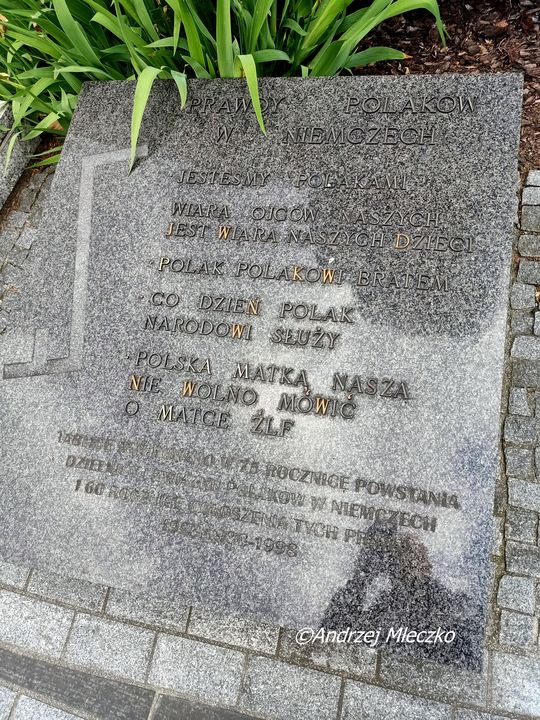 PRAWDY POLAKÓW
W NIEMCZECH
JESTEŚMY POLAKAMI
WIARA OJCÓW NASZYCH
JEST WIARĄ NASZYCH DZIECI
· POLAK POLAKOWI BRATEM
· CO DZIEŃ POLAK
NARODOWI SŁUŻY
· POLSKA MATKĄ NASZĄ
NIE WOLNO MÓWIĆ
O MATCE ŹLE
W 75 ROCZNICĘ POWSTANIA
POLAKÓW W NIEMCZECH
I 60 OGŁOSZENIA TYCH
-1998
©Andrzej Mleczko